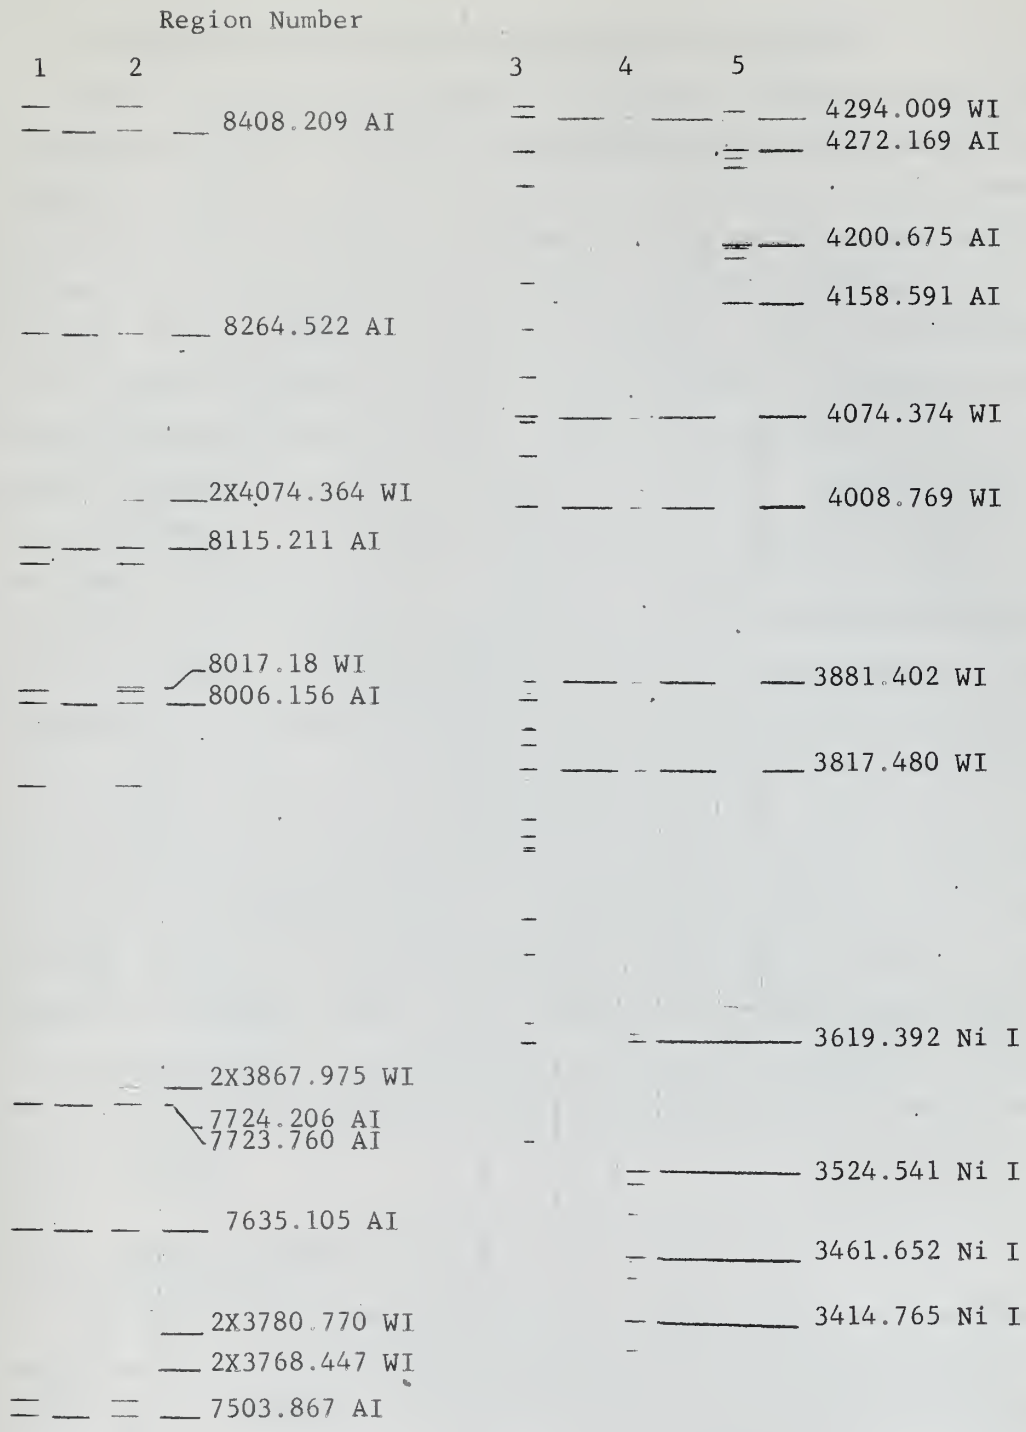 Region Number
1 2 3 4 5
8408.209 AI
8264.522 AI
2X4074.364 WI
8115.211 AI
8017.18 WI
8006.156 AI
2X3867.975 WI
7724.206 AI
7723.760 AI
7635.105 AI
2X3780.770 WI
2X3768.447 WI
7503.867 AI
4294.009 WI
4272.169 AI
4200.675 AI
4158.591 AI
4074.374 WI
4008.769 WI
3881.402 WI
3817.480 WI
3619.392 Ni I
3524.541 Ni I
3461.652 Ni I
3414.765 Ni I